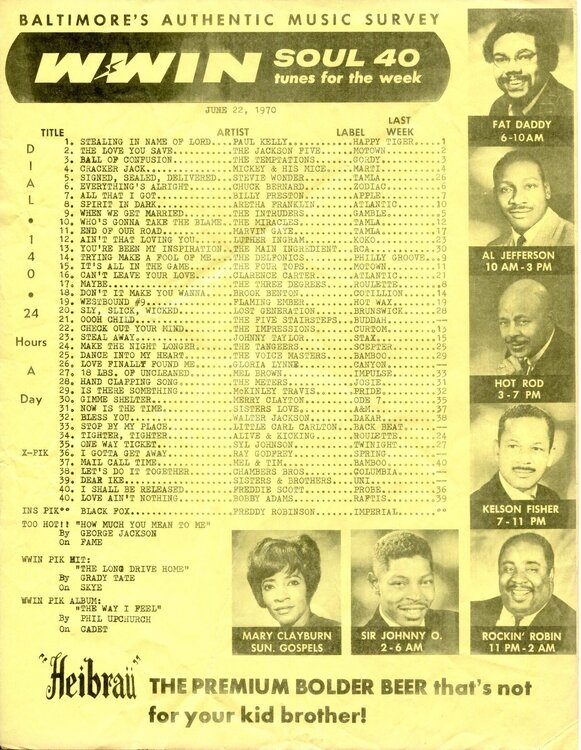 BALTIMORE'S AUTHENTIC MUSIC SURVEY
WWIN SOUL 40
tunes for the week
JUNE 22, 1970
TITLE ARTIST LABEL LAST WEEK
1. STEALING IN NAME OF LORD...PAUL KELLY...HAPPY TIGER...1
2. THE LOVE YOU SAVE...THE JACKSON FIVE...MOTOWN...2
3. BALL OF CONFUSION...THE TEMPTATIONS...GORDY...3
4. CRACKER JACK...MICKEY & HIS MICE...MARTI...4
5. SIGNED, SEALED, DELIVERED...STEVIE WONDER...TAMLA...26
6. EVERYTHING'S ALRIGHT...CHUCK BERNARD...ZODIAC...6
7. ALL THAT I GOT...BILLY PRESTON...APPLE...7
8. SPIRIT IN DARK...ARETHA FRANKLIN...ATLANTIC...10
9. WHEN WE GET MARRIED...THE INTRUDERS...GAMBLE...5
10. WHO'S GONNA TAKE THE BLAME..THE MIRACLES...TAMLA...12
11. END OF OUR ROAD...MARVIN GAYE...TAMLA...17
12. AIN'T THAT LOVING YOU...LUTHER INGRAM...KOKO...23
13. YOU'RE BEEN MY INSPIRATION.THE MAIN INGREDIENT..RCA...30
14. TRYING MAKE A FOOL OF ME...THE DELFONICS...PHILLY GROOVE...9
15. IT'S ALL IN THE GAME...THE FOUR TOPS...MOTOWN...11
16. CAN'T LEAVE YOUR LOVE...CLARENCE CARTER...ATLANTIC...21
17. MAYBE...THE THREE DEGREES...ROULETTE...8
18. DON'T IT MAKE YOU WANNA...BROOK BENTON...COTILLION...14
19. WESTBOUND #9...FLAMING EMBER...HOT WAX...19
20. SLY, SLICK, WICKED...LOST GENERATION...BRUNSWICK...28
21. OOOH CHILD...THE FIVE STAIRSTEPS...BUDDAH...
22. CHECK OUT YOUR MIND...THE IMPRESSIONS...CURTOM...13
23. STEAL AWAY...JOHNNY TAYLOR...STAX...15
24. MAKE THE NIGHT LONGER...THE TANGEERS...SCEPTER...25
25. DANCE INTO MY HEART...THE VOICE MASTERS...BAMBOO...29
26. LOVE FINALLY FOUND ME...GLORIA LYNNE...CANYON...
27. 18 LBS. OF UNCLEANED...MEL BROWN...IMPULSE...
28. HAND CLAPPING SONG...THE METERS...JOSIE...31
29. IS THERE SOMETHING...McKINLEY TRAVIS...PRIDE...
30. GIMME SHELTER...MERRY CLAYTON...ODE 7...35
31. NOW IS THE TIME...SISTERS LOVE...A&M...37
32. BLESS YOU...WALTER JACKSON...DAKAR...38
33. STOP BY MY PLACE...LITTLE CARL CARLTON...BACK BEAT...
34. TIGHTER, TIGHTER...ALIVE & KICKING...ROULETTE...24
35. ONE WAY TICKET...SYL JOHNSON...TWINIGHT...27
X-PIK 36. I GOTTA GET AWAY...RAY GODFREY...SPRING...
37. MAIL CALL TIME...MEL & TIM...BAMBOO...40
38. LET'S DO IT TOGETHER...CHAMBERS BROS...COLUMBIA...
39. DEAR IKE...SISTERS & BROTHERS...UNI...
40. I SHALL BE RELEASED...FREDDIE SCOTT...PROBE...36
40. LOVE AIN'T NOTHING...BOBBY ADAMS...RAFTIS...39
INS PIK** BLACK FOX...FREDDY ROBINSON...IMPERIAL...**
DIAL • 1400 • 24
Hours
A
Day
TOO HOT!! "HOW MUCH YOU MEAN TO ME"
By GEORGE JACKSON
On FAME
WWIN PIK HIT:
"THE LONG DRIVE HOME"
By GRADY TATE
On SKYE
WWIN PIK ALBUM:
"THE WAY I FEEL"
By PHIL UPCHURCH
On CADET
FAT DADDY
6-10AM
AL JEFFERSON
10 AM-3 PM
HOT ROD
3-7 PM
KELSON FISHER
7-11 PM
MARY CLAYBURN
SUN. GOSPELS
SIR JOHNNY O.
2-6 AM
ROCKIN' ROBIN
11 PM-2 AM
"Heibraü" THE PREMIUM BOLDER BEER that's not
for your kid brother!